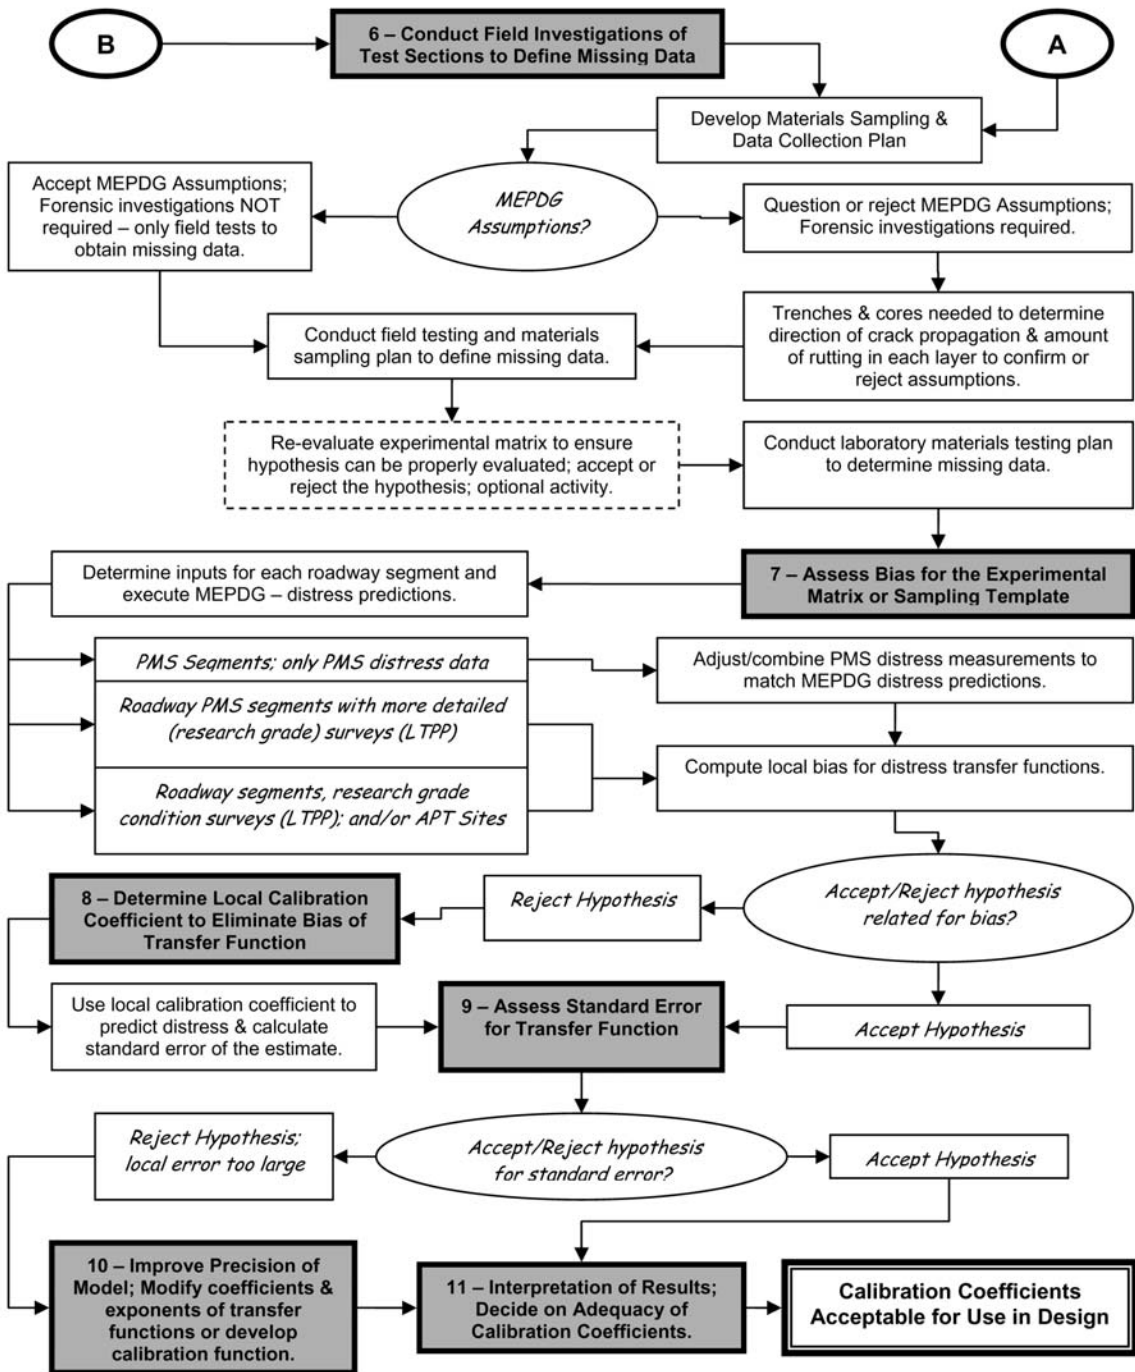 B
6 – Conduct Field Investigations of
Test Sections to Define Missing Data
A
Develop Materials Sampling &
Data Collection Plan
Accept MEPDG Assumptions;
Forensic investigations NOT
required – only field tests to
obtain missing data.
MEPDG
Assumptions?
Question or reject MEPDG Assumptions;
Forensic investigations required.
Conduct field testing and materials
sampling plan to define missing data.
Trenches & cores needed to determine
direction of crack propagation & amount
of rutting in each layer to confirm or
reject assumptions.
Re-evaluate experimental matrix to ensure
hypothesis can be properly evaluated; accept or
reject the hypothesis; optional activity.
Conduct laboratory materials testing plan
to determine missing data.
Determine inputs for each roadway segment and
execute MEPDG – distress predictions.
7 – Assess Bias for the Experimental
Matrix or Sampling Template
PMS Segments; only PMS distress data
Adjust/combine PMS distress measurements to
match MEPDG distress predictions.
Roadway PMS segments with more detailed
(research grade) surveys (LTPP)
Compute local bias for distress transfer functions.
Roadway segments, research grade
condition surveys (LTPP); and/or APT Sites
8 – Determine Local Calibration
Coefficient to Eliminate Bias of
Transfer Function
Reject Hypothesis
Accept/Reject hypothesis
related for bias?
Use local calibration coefficient to
predict distress & calculate
standard error of the estimate.
9 – Assess Standard Error
for Transfer Function
Accept Hypothesis
Reject Hypothesis;
local error too large
Accept/Reject hypothesis
for standard error?
Accept Hypothesis
10 – Improve Precision of
Model; Modify coefficients &
exponents of transfer
functions or develop
calibration function.
11 – Interpretation of Results;
Decide on Adequacy of
Calibration Coefficients.
Calibration Coefficients
Acceptable for Use in Design